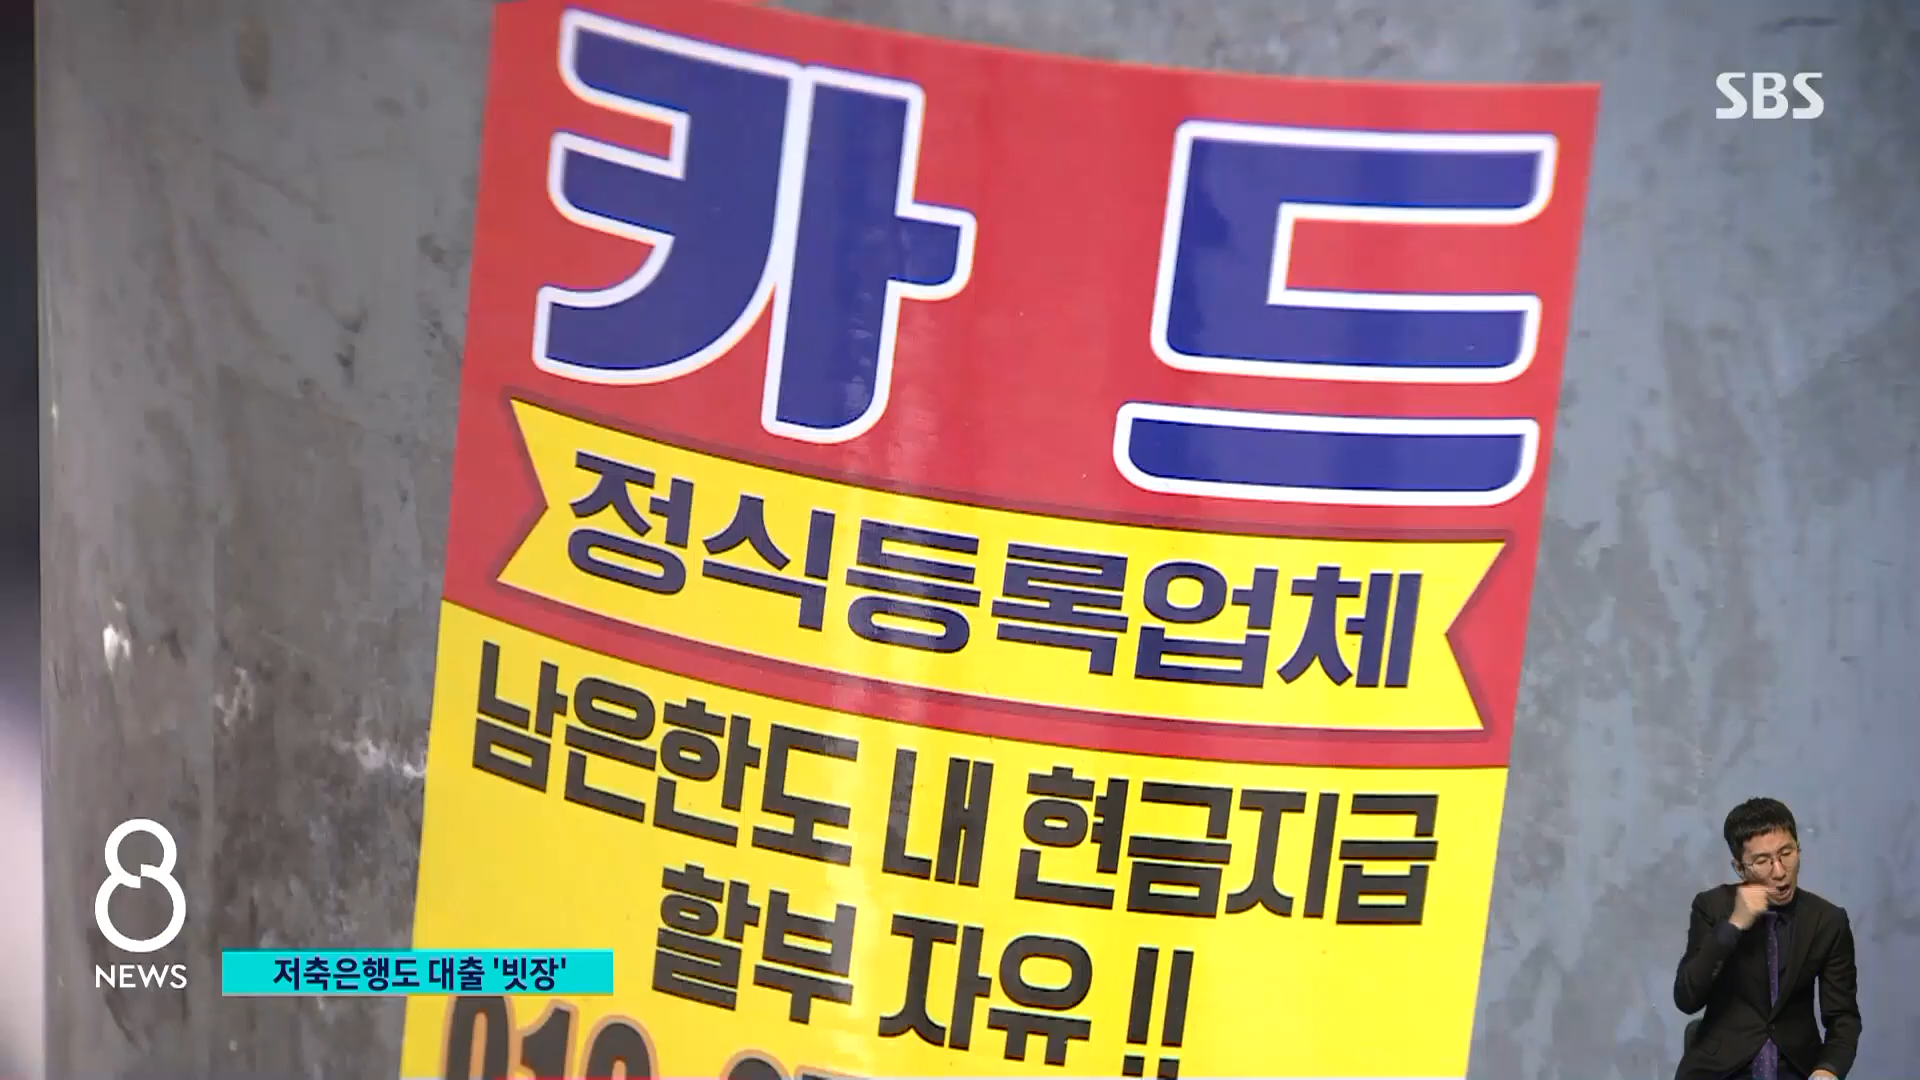 SBS
카드
정식등록업체
남은한도 내 현금지급
할부 자유!!
8
NEWS
저축은행도 대출 '빗장'